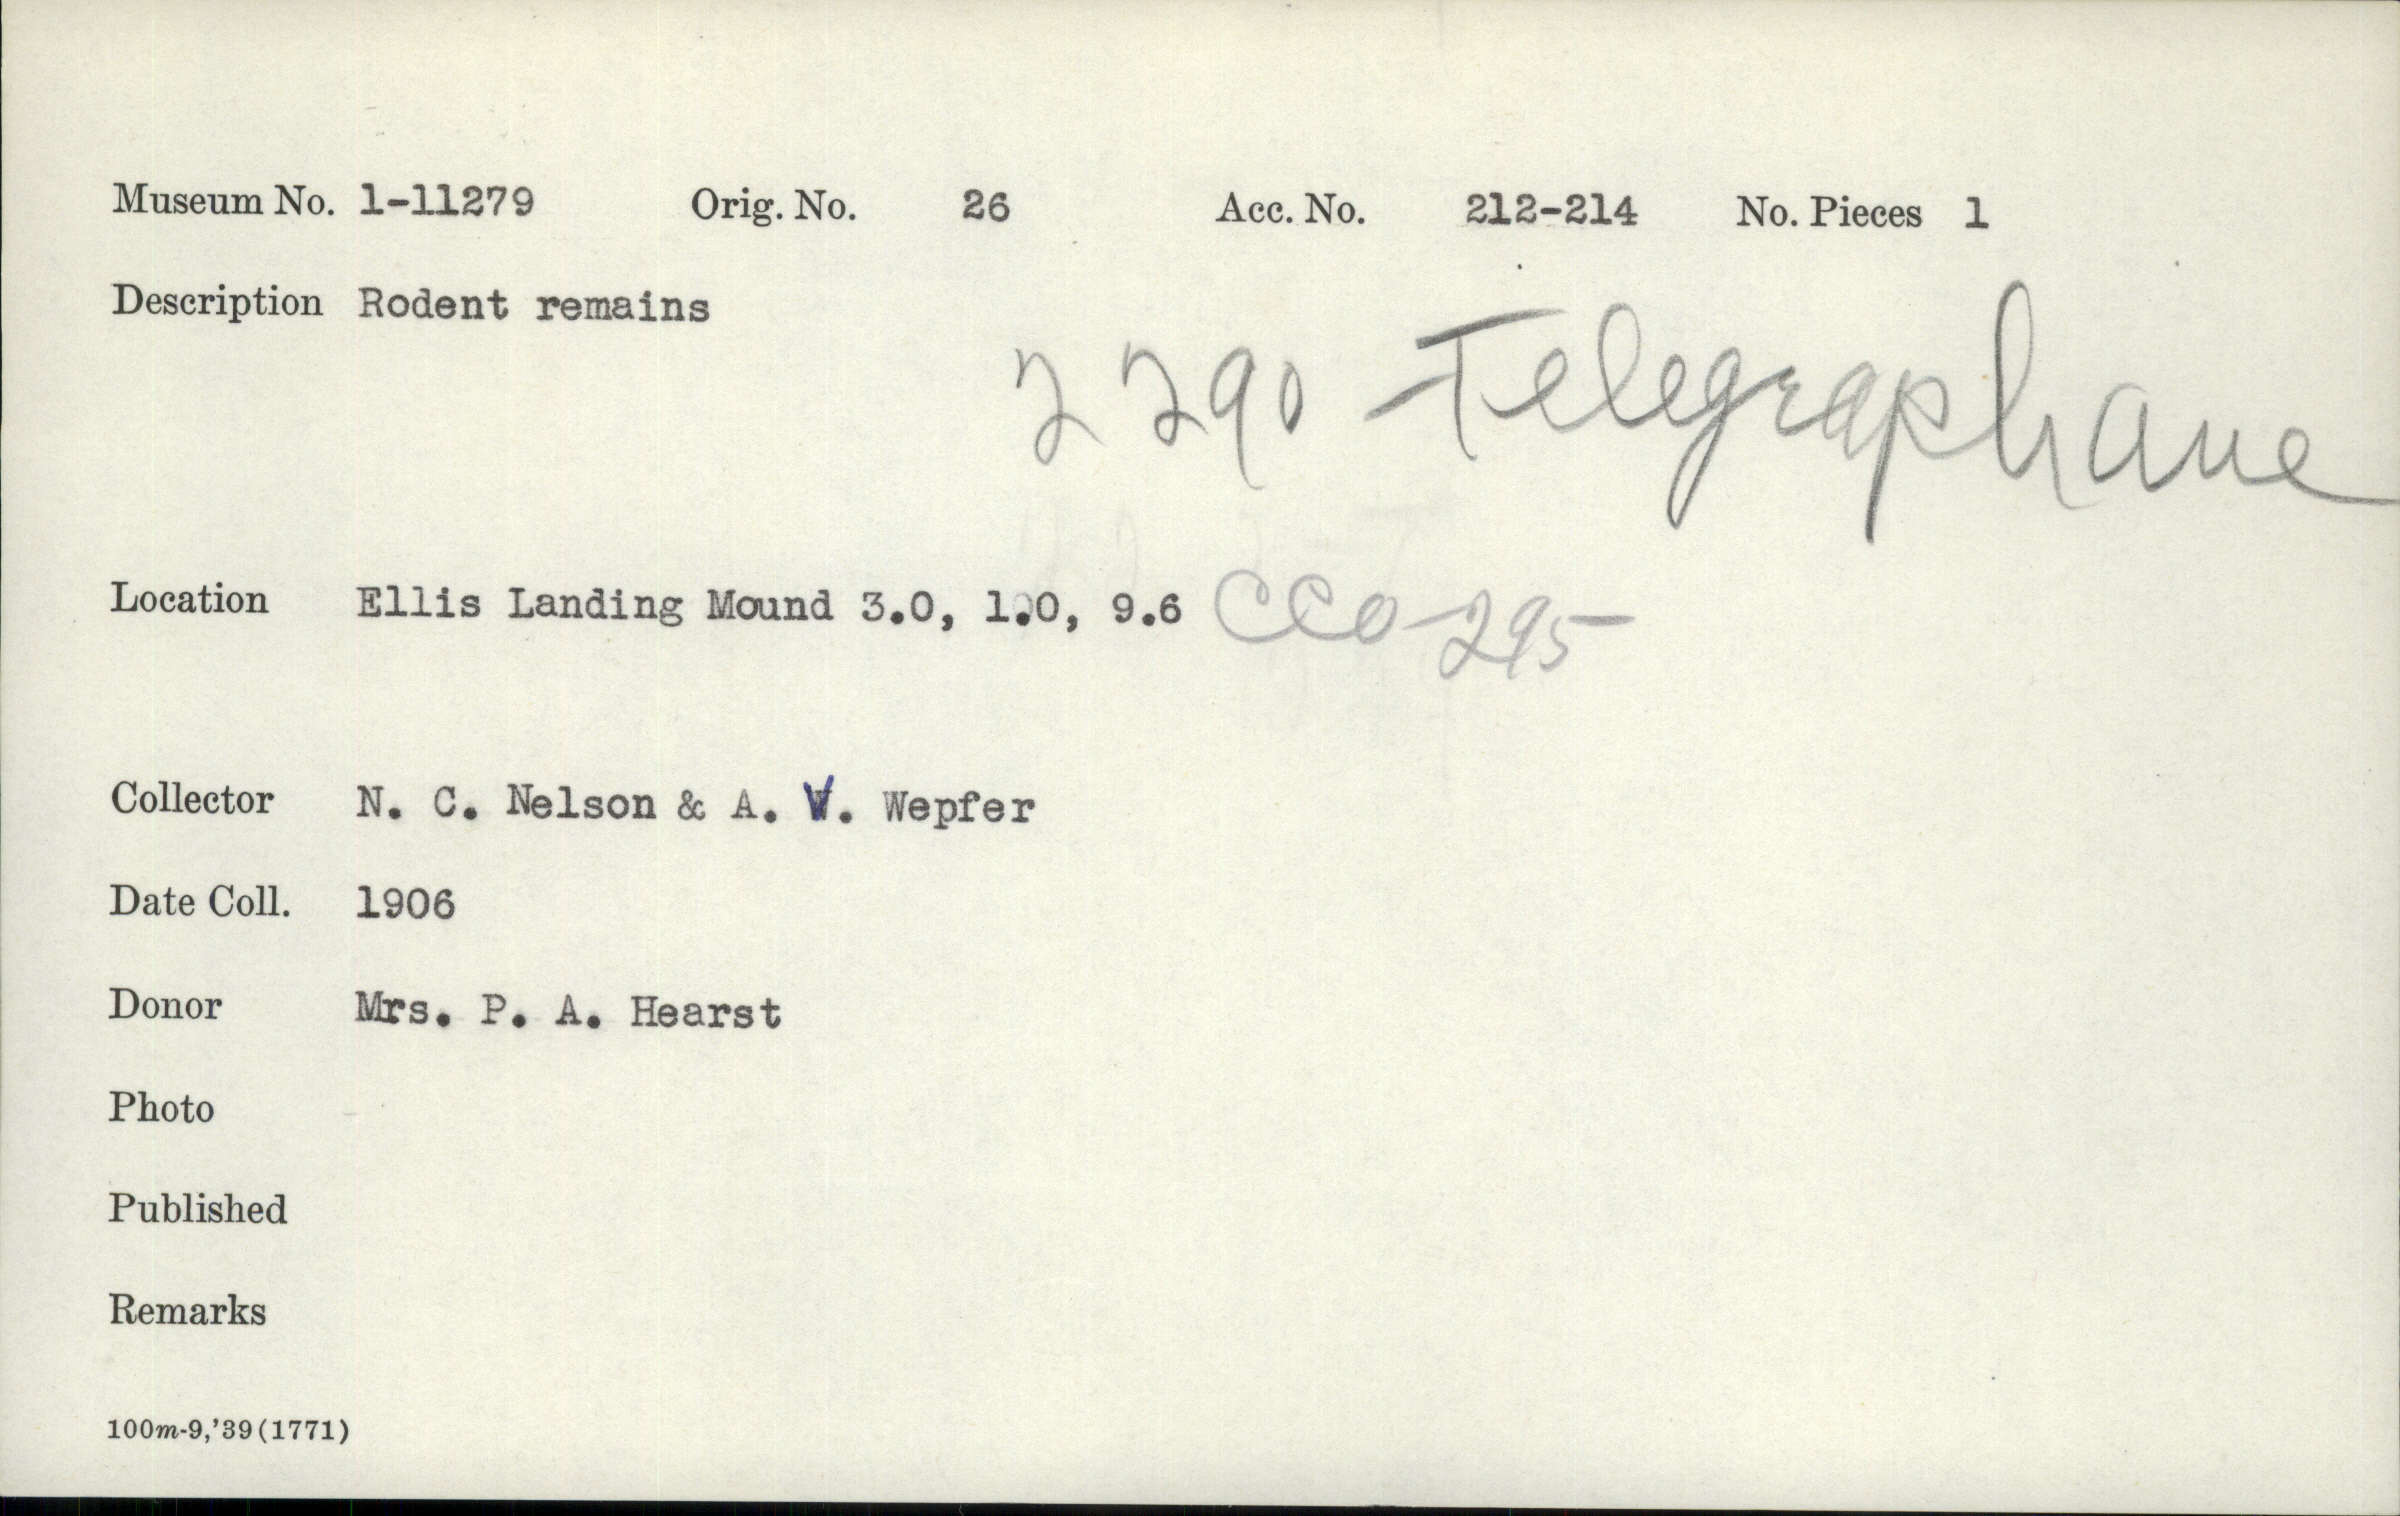 Museum No. 1-11279 Orig. No. 26 Acc. No. 212-214 No. Pieces 1
Description Rodent remains
2290 Telegraph ave
Location Ellis Landing Mound 3.0, 1.0, 9.6 CCo-295
Collector N. C. Nelson & A. V. Wepfer
Date Coll. 1906
Donor Mrs. P. A. Hearst
Photo
Published
Remarks
100m-9,'39(1771)